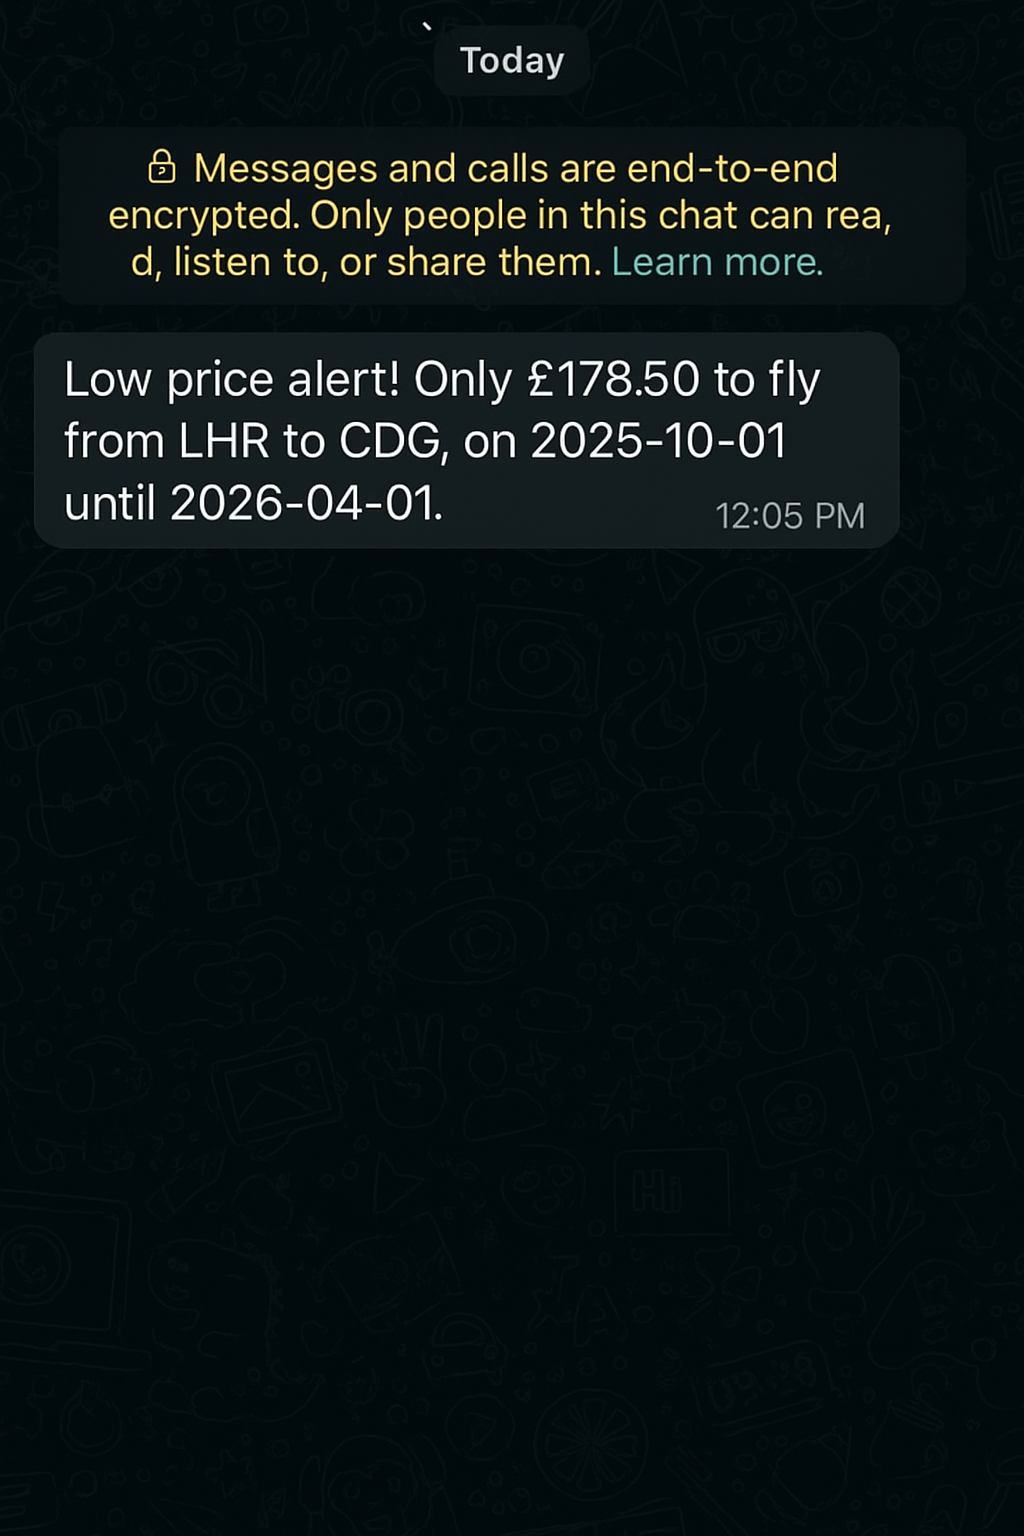 Today
Messages and calls are end-to-end
encrypted. Only people in this chat can rea,
d, listen to, or share them. Learn more.
Low price alert! Only £178.50 to fly
from LHR to CDG, on 2025-10-01
until 2026-04-01.
12:05 PM
Hi